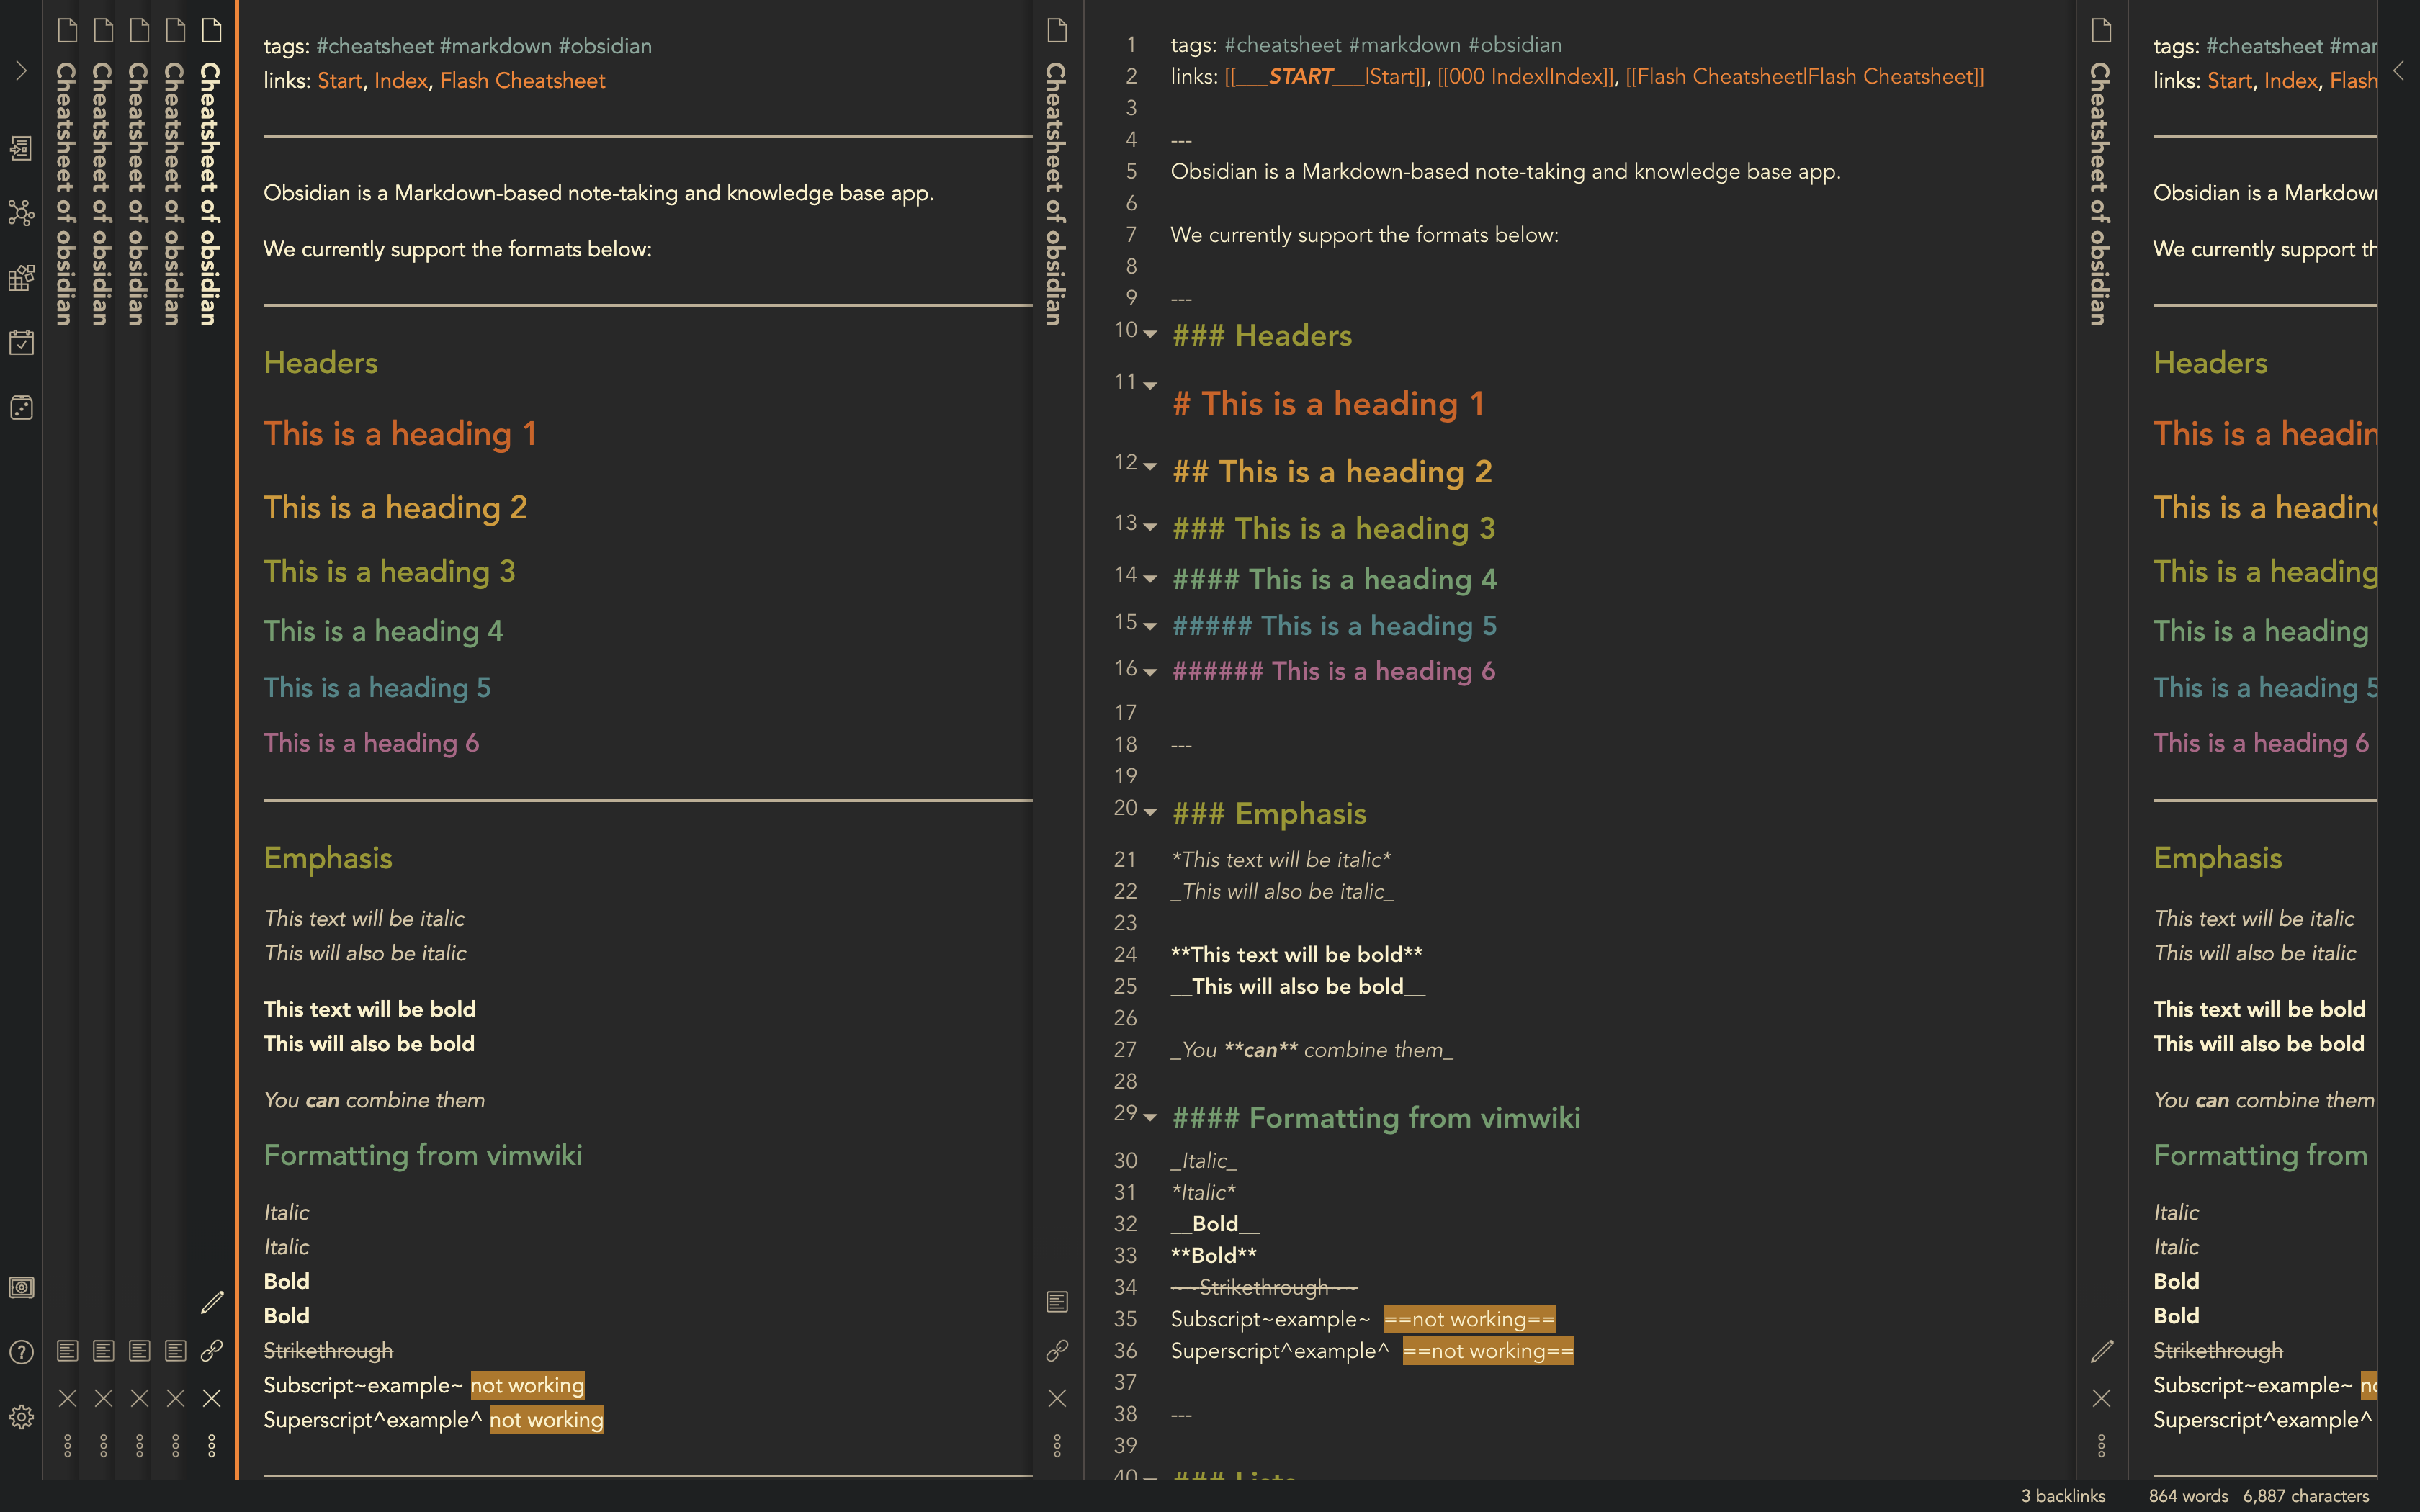 Cheatsheet of obsidian
Cheatsheet of obsidian
Cheatsheet of obsidian
Cheatsheet of obsidian
Cheatsheet of obsidian
tags: #cheatsheet #markdown #obsidian
links: Start, Index, Flash Cheatsheet
Obsidian is a Markdown-based note-taking and knowledge base app.
We currently support the formats below:
Headers
This is a heading 1
This is a heading 2
This is a heading 3
This is a heading 4
This is a heading 5
This is a heading 6
Emphasis
This text will be italic
This will also be italic
This text will be bold
This will also be bold
You can combine them
Formatting from vimwiki
Italic
Italic
Bold
Bold
Strikethrough
Subscript~example~ not working
Superscript^example^ not working
Cheatsheet of obsidian
1 tags: #cheatsheet #markdown #obsidian
2 links: [[___START___|Start]], [[000 Index|Index]], [[Flash Cheatsheet|Flash Cheatsheet]]
3
4 ---
5 Obsidian is a Markdown-based note-taking and knowledge base app.
6
7 We currently support the formats below:
8
9 ---
10 ### Headers
11 # This is a heading 1
12 ## This is a heading 2
13 ### This is a heading 3
14 #### This is a heading 4
15 ##### This is a heading 5
16 ###### This is a heading 6
17
18 ---
19
20 ### Emphasis
21 *This text will be italic*
22 _This will also be italic_
23
24 **This text will be bold**
25 __This will also be bold__
26
27 _You **can** combine them_
28
29 #### Formatting from vimwiki
30 _Italic_
31 *Italic*
32 __Bold__
33 **Bold**
34 ~~Strikethrough~~
35 Subscript~example~ ==not working==
36 Superscript^example^ ==not working==
37
38 ---
39
40 ### Lists
Cheatsheet of obsidian
tags: #cheatsheet #mar
links: Start, Index, Flash
Obsidian is a Markdown
We currently support th
Headers
This is a headin
This is a heading
This is a heading
This is a heading
This is a heading 5
This is a heading 6
Emphasis
This text will be italic
This will also be italic
This text will be bold
This will also be bold
You can combine them
Formatting from
Italic
Italic
Bold
Bold
Strikethrough
Subscript~example~ no
Superscript^example^
3 backlinks 864 words 6,887 characters